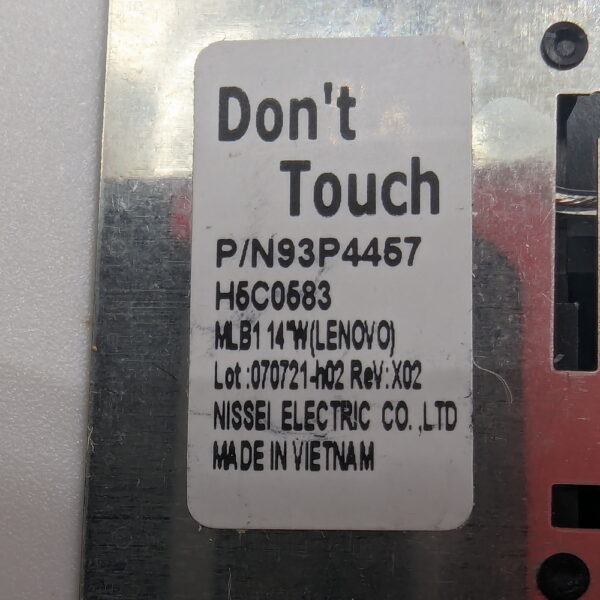 Don't
Touch
P/N93P4457
H5C0583
MLB1 14"W(LENOVO)
Lot :070721-h02 ReV: X02
NISSEI ELECTRIC CO. ,LTD
MADE IN VIETNAM